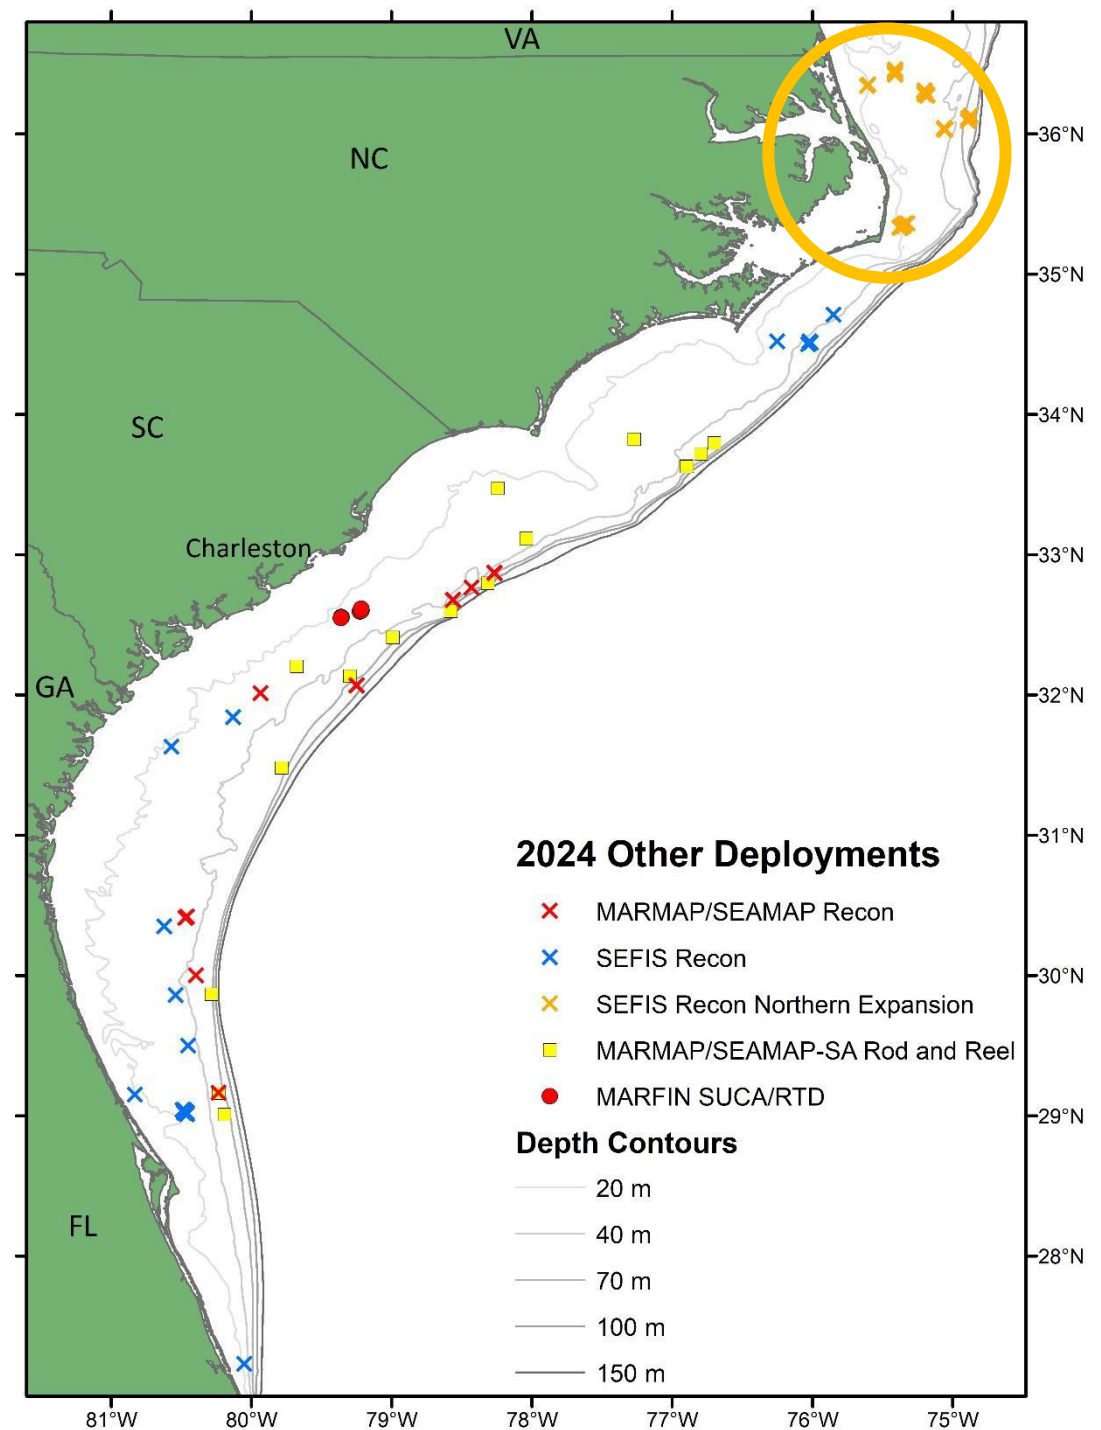 VA
NC
36°N
35°N
SC
34°N
Charleston
33°N
GA
32°N
31°N
2024 Other Deployments
MARMAP/SEAMAP Recon
SEFIS Recon
30°N
SEFIS Recon Northern Expansion
MARMAP/SEAMAP-SA Rod and Reel
MARFIN SUCA/RTD
29°N
Depth Contours
20 m
FL
40 m
28°N
70 m
100 m
150 m
81°W 80°W 79°W 78°W 77°W 76°W 75°W